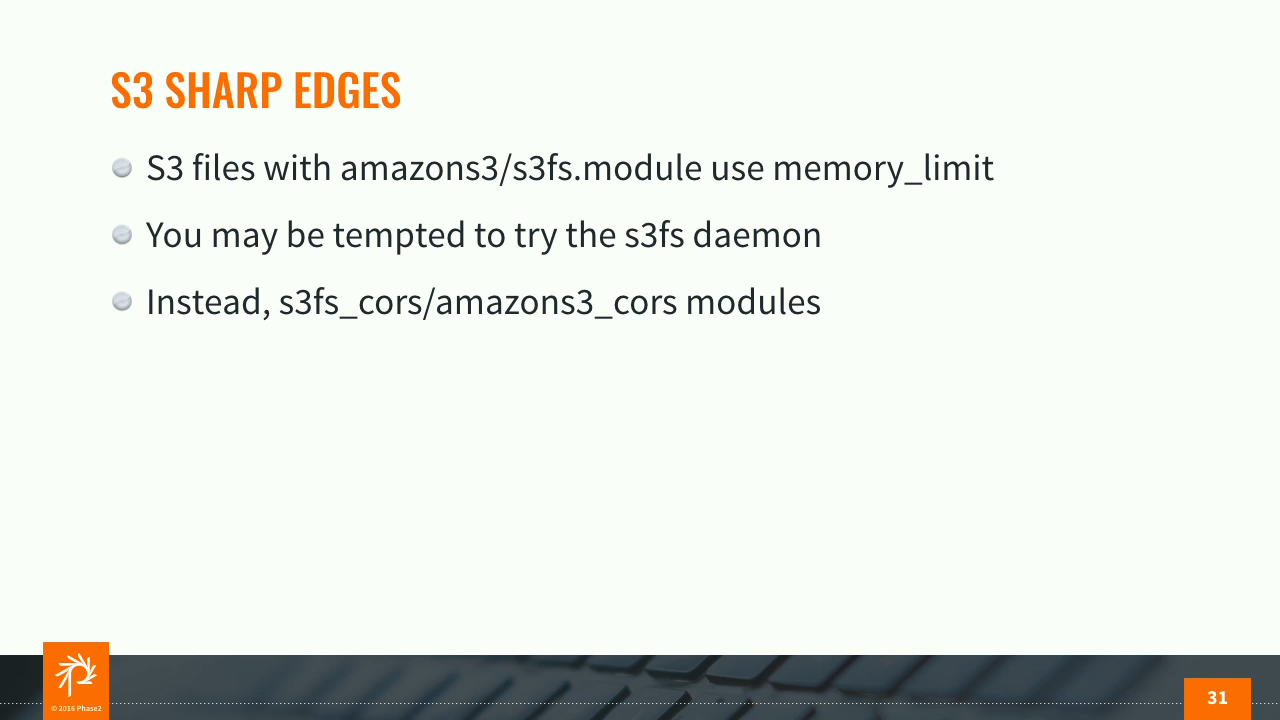 S3 SHARP EDGES
S3 files with amazons3/s3fs.module use memory_limit
You may be tempted to try the s3fs daemon
Instead, s3fs_cors/amazons3_cors modules
© 2016 Phase2
31